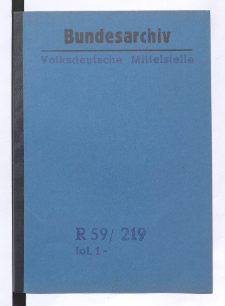 Bundesarchiv
Volksdeutsche Mittelstelle
R 59/ 219
fol. 1-